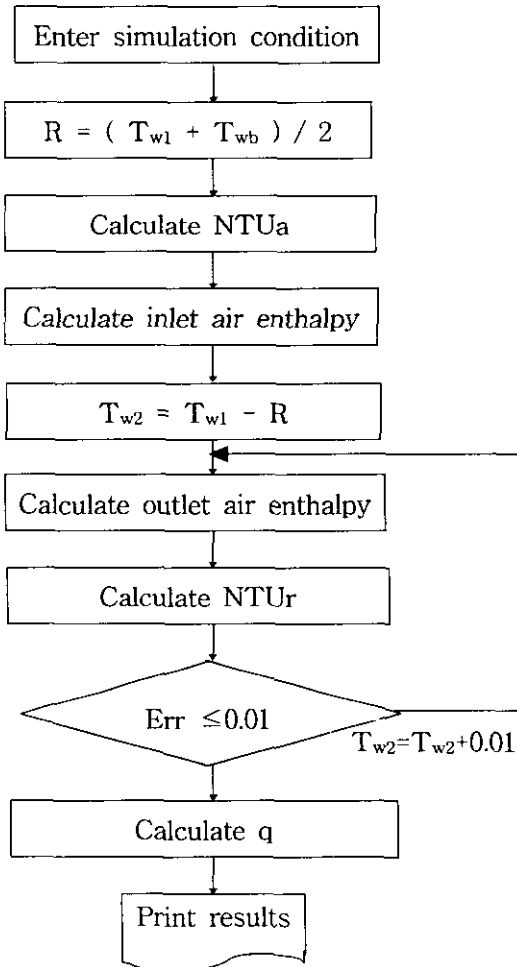 Enter simulation condition
R = ( Tw1 + Twb ) / 2
Calculate NTUa
Calculate inlet air enthalpy
Tw2 = Tw1 - R
Calculate outlet air enthalpy
Calculate NTUr
Err ≤0.01
Tw2=Tw2+0.01
Calculate q
Print results